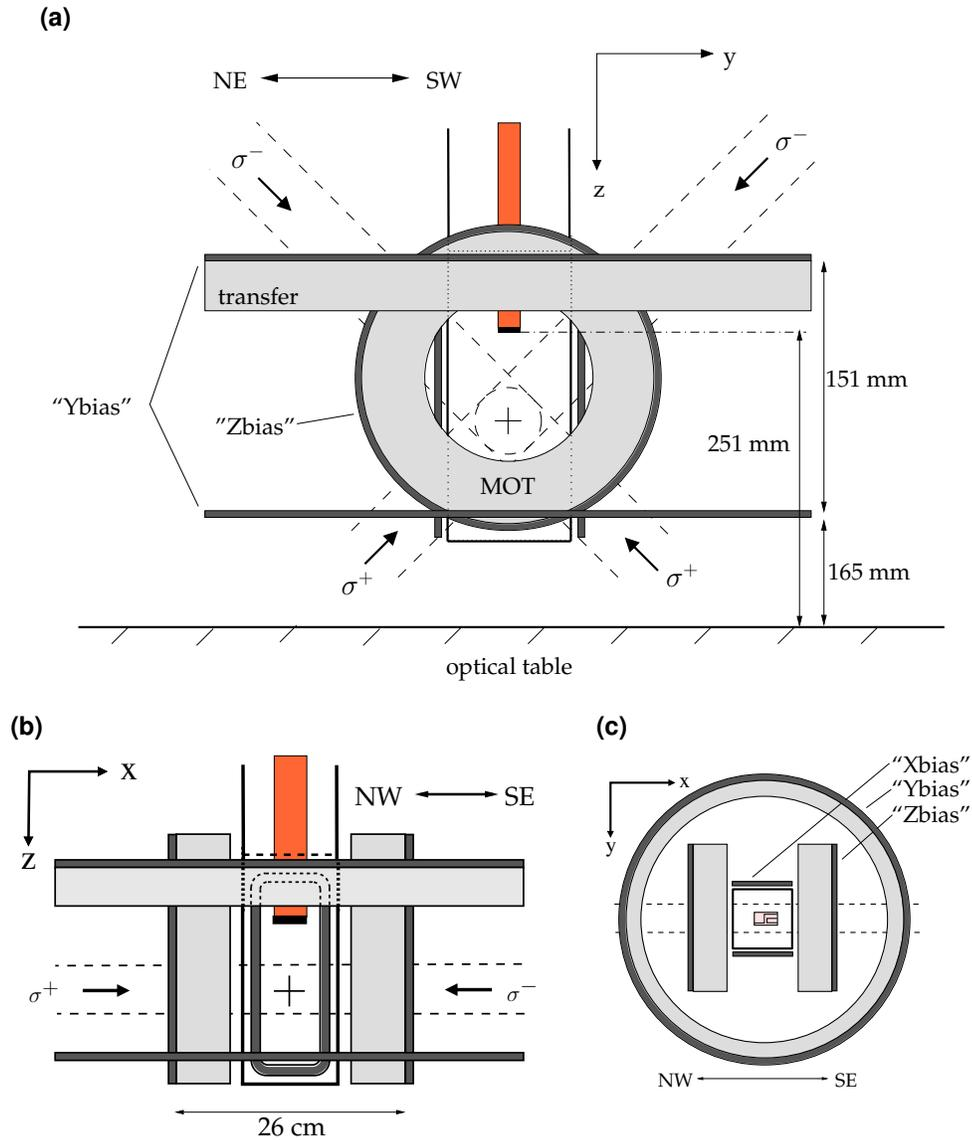 (a)
NE
SW
y
z
σ−
σ−
transfer
“Ybias”
”Zbias”
MOT
151 mm
251 mm
165 mm
σ+
σ+
optical table
(b)
x
z
NW
SE
σ+
σ−
26 cm
(c)
x
y
“Xbias”
“Ybias”
“Zbias”
NW
SE